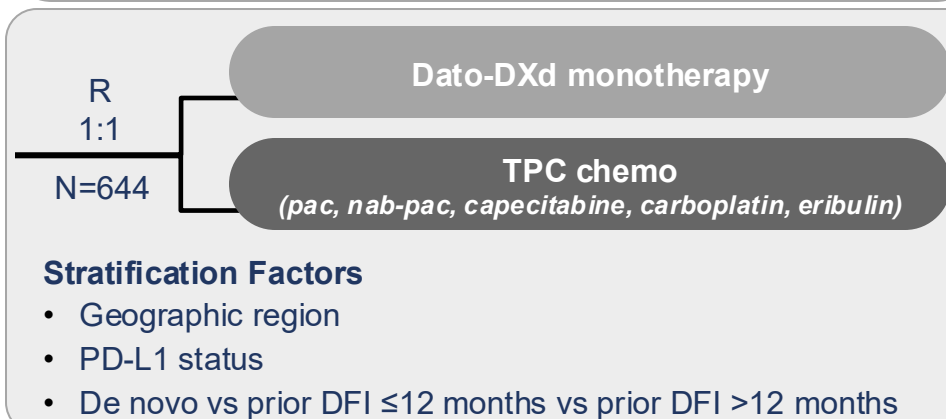 R
1:1
N=644
Dato-DXd monotherapy
TPC chemo
(pac, nab-pac, capecitabine, carboplatin, eribulin)
Stratification Factors
• Geographic region
• PD-L1 status
• De novo vs prior DFI ≤12 months vs prior DFI >12 months